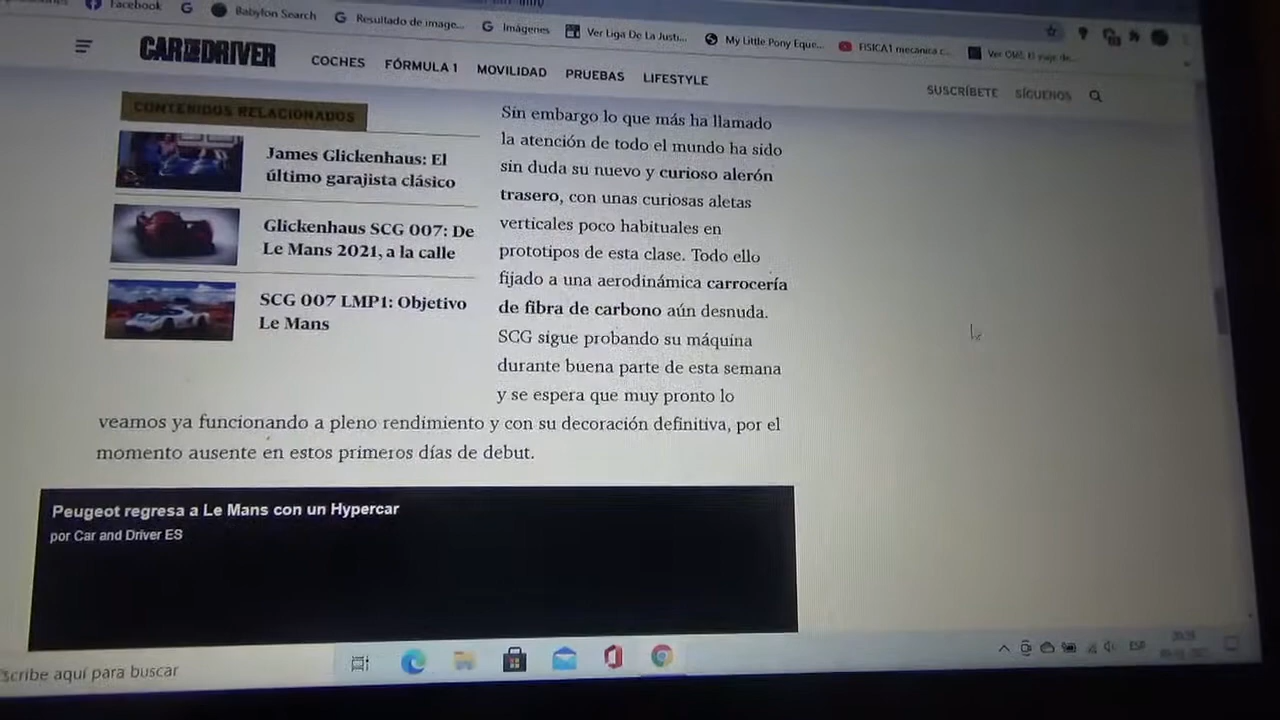 Facebook
Babylon Search
Resultado de image...
Imágenes
Ver Liga De La Justi...
My Little Pony Eque...
FISICA1 mecanica c...
CAR AND DRIVER
COCHES
FÓRMULA 1
MOVILIDAD
PRUEBAS
LIFESTYLE
SUSCRÍBETE
SÍGUENOS
CONTENIDOS RELACIONADOS
James Glickenhaus: El
último garajista clásico
Glickenhaus SCG 007: De
Le Mans 2021, a la calle
SCG 007 LMP1: Objetivo
Le Mans
Sin embargo lo que más ha llamado
la atención de todo el mundo ha sido
sin duda su nuevo y curioso alerón
trasero, con unas curiosas aletas
verticales poco habituales en
prototipos de esta clase. Todo ello
fijado a una aerodinámica carrocería
de fibra de carbono aún desnuda.
SCG sigue probando su máquina
durante buena parte de esta semana
y se espera que muy pronto lo
veamos ya funcionando a pleno rendimiento y con su decoración definitiva, por el
momento ausente en estos primeros días de debut.
Peugeot regresa a Le Mans con un Hypercar
por Car and Driver ES
scribe aquí para buscar
ESP